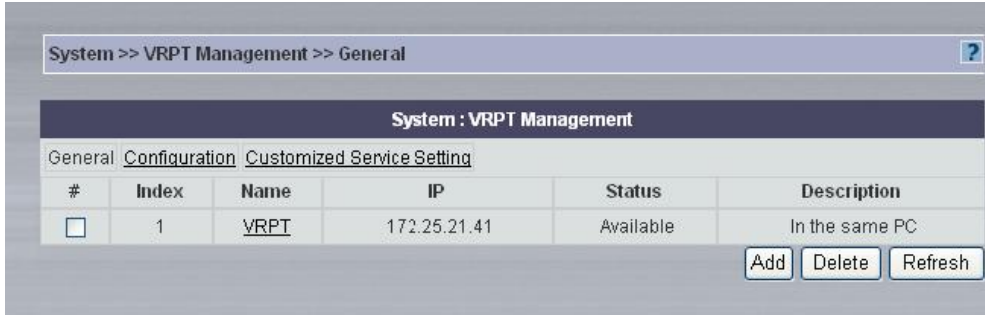 System >> VRPT Management >> General ?
System : VRPT Management
General Configuration Customized Service Setting
# Index Name IP Status Description
1 VRPT 172.25.21.41 Available In the same PC
Add Delete Refresh